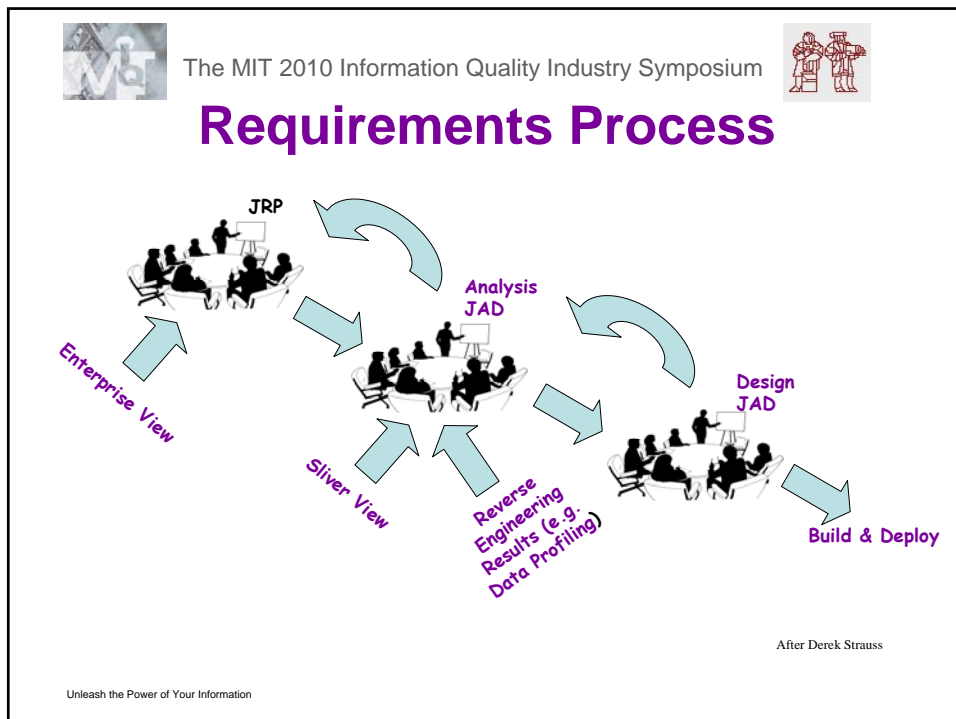 The MIT 2010 Information Quality Industry Symposium
Requirements Process
JRP
Analysis
JAD
Enterprise View
Design
JAD
Sliver View
Reverse
Engineering
Results (e.g.
Data Profiling)
Build & Deploy
After Derek Strauss
Unleash the Power of Your Information